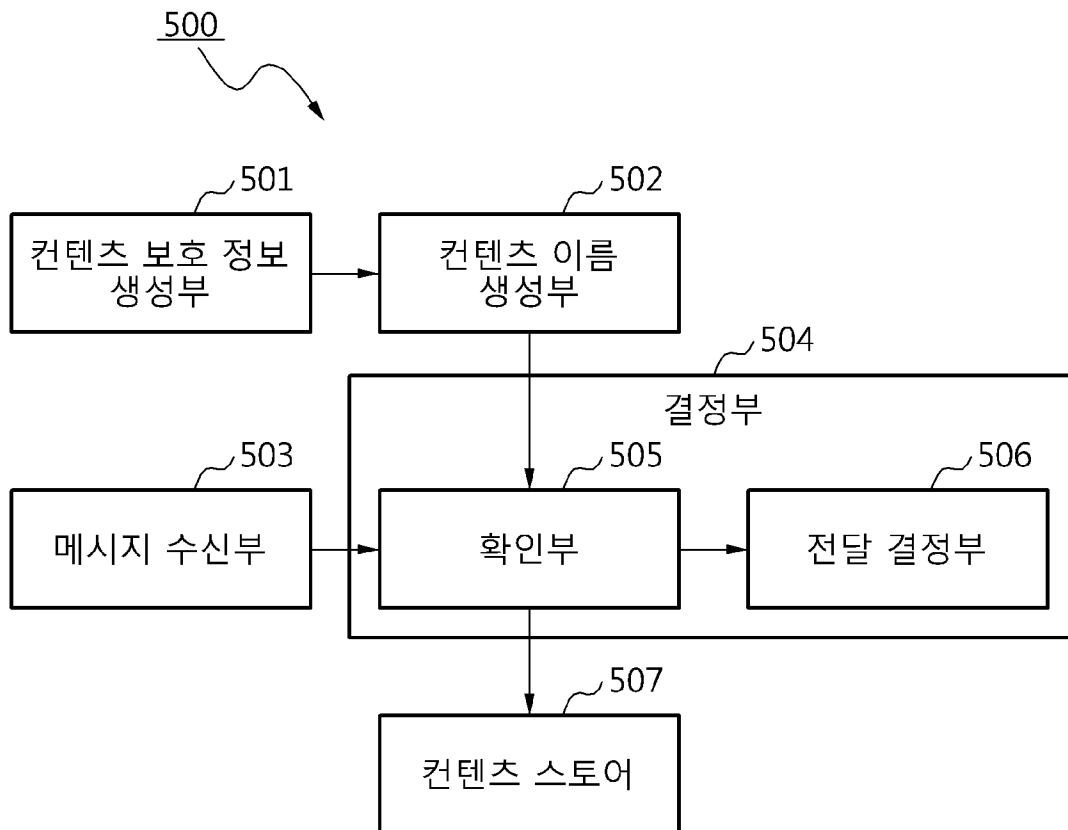 500
501
502
컨텐츠 보호 정보
생성부
컨텐츠 이름
생성부
504
결정부
503
505
506
메시지 수신부
확인부
전달 결정부
507
컨텐츠 스토어